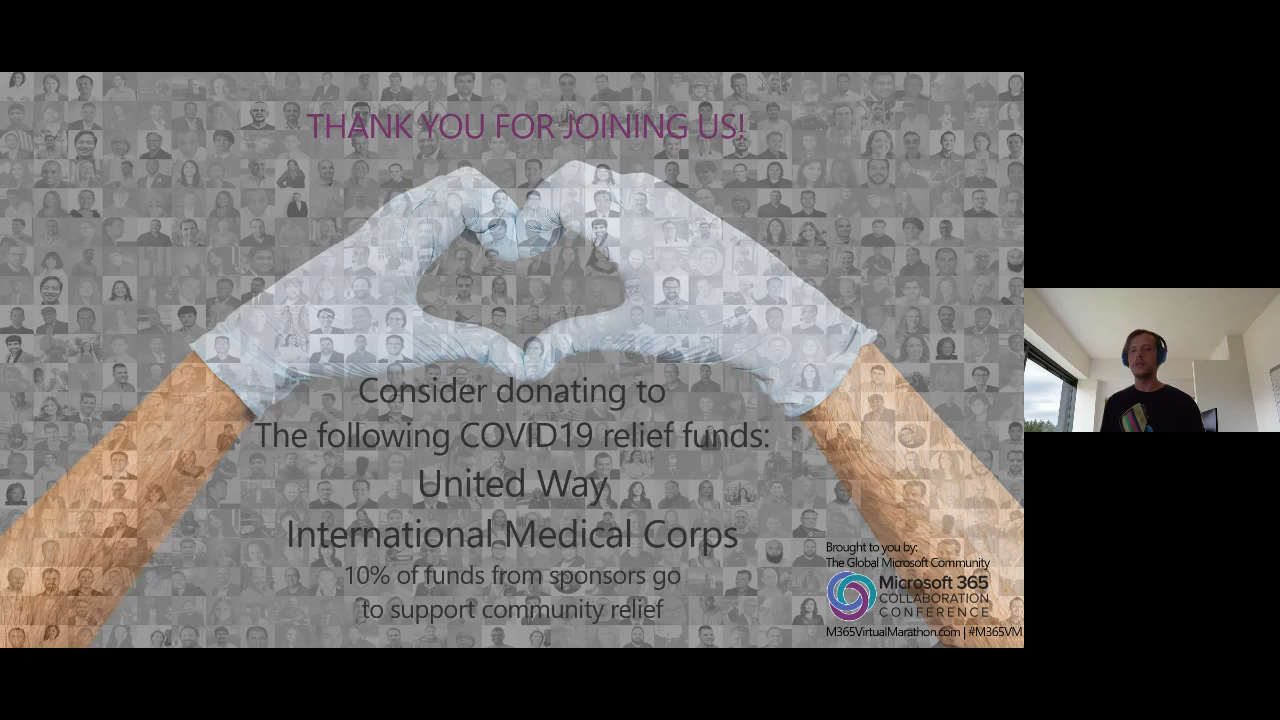 THANK YOU FOR JOINING US!
Consider donating to
The following COVID19 relief funds:
United Way
International Medical Corps
10% of funds from sponsors go
to support community relief
Brought to you by:
The Global Microsoft Community
Microsoft 365
COLLABORATION
CONFERENCE
M365VirtualMarathon.com | #M365VM